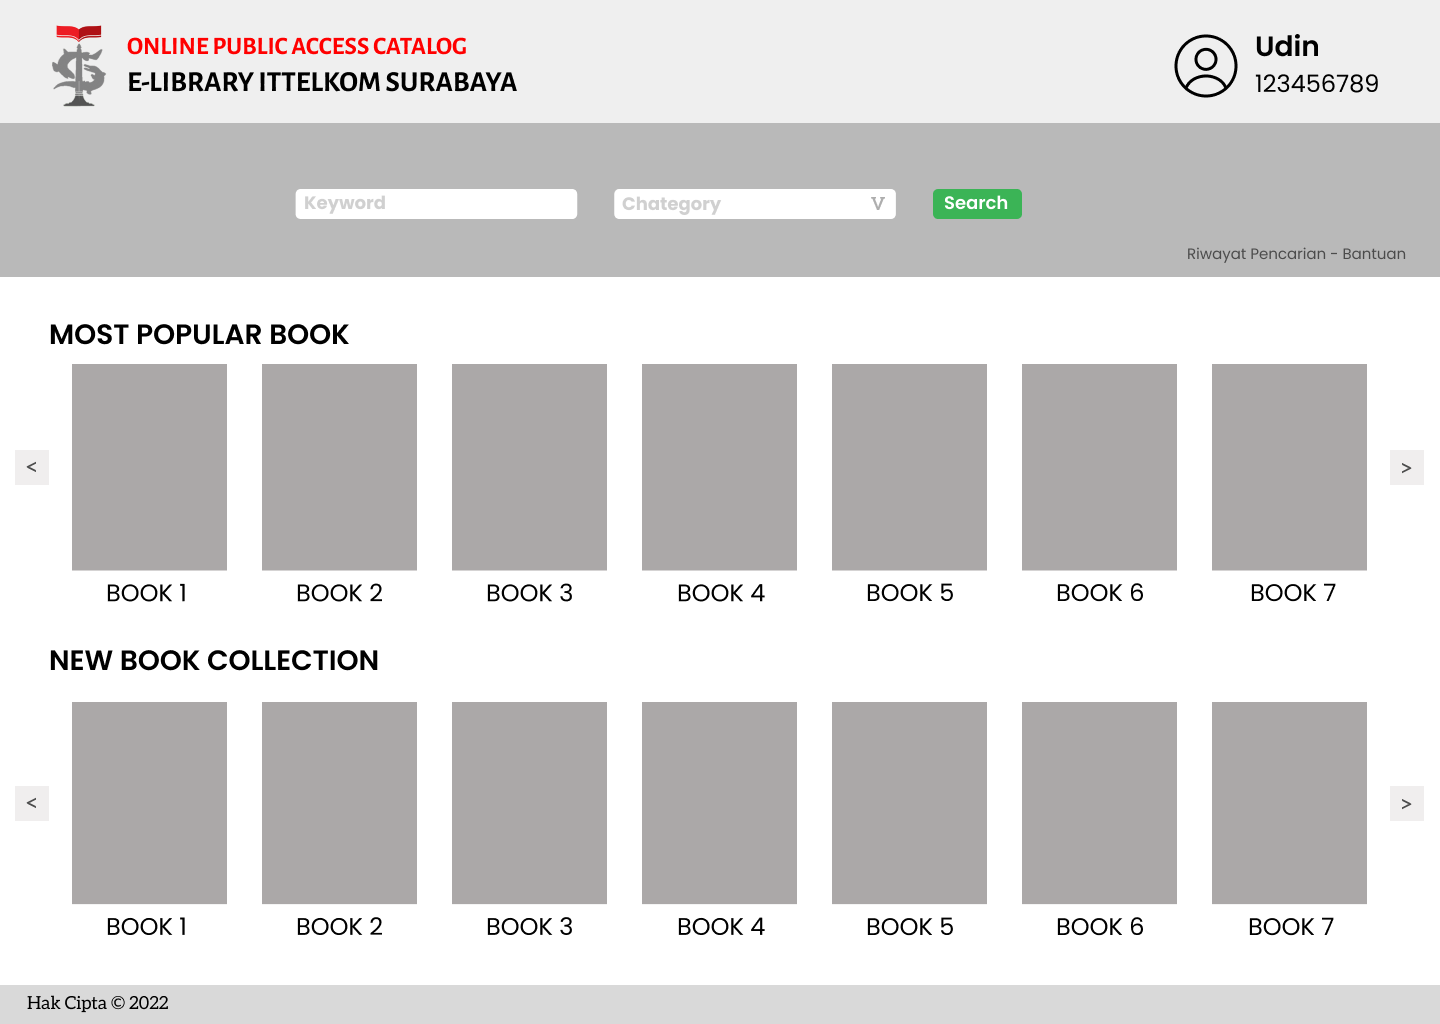 ONLINE PUBLIC ACCESS CATALOG
E-LIBRARY ITTELKOM SURABAYA
Udin
123456789
Keyword
Chategory V
Search
Riwayat Pencarian - Bantuan
MOST POPULAR BOOK
< >
BOOK 1 BOOK 2 BOOK 3 BOOK 4 BOOK 5 BOOK 6 BOOK 7
NEW BOOK COLLECTION
< >
BOOK 1 BOOK 2 BOOK 3 BOOK 4 BOOK 5 BOOK 6 BOOK 7
Hak Cipta © 2022